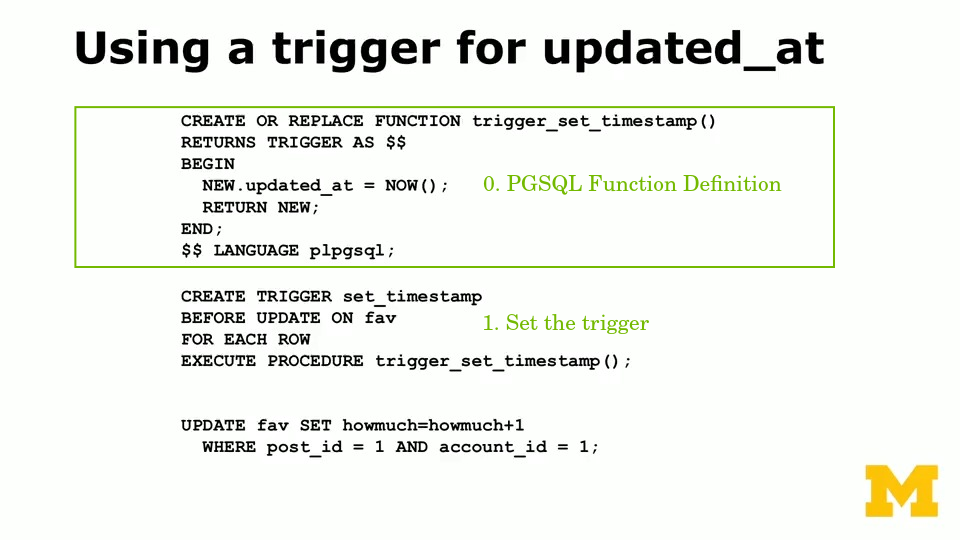 Using a trigger for updated_at
CREATE OR REPLACE FUNCTION trigger_set_timestamp()
RETURNS TRIGGER AS $$
BEGIN
  NEW.updated_at = NOW();
0. PGSQL Function Definition
  RETURN NEW;
END;
$$ LANGUAGE plpgsql;
CREATE TRIGGER set_timestamp
BEFORE UPDATE ON fav
1. Set the trigger
FOR EACH ROW
EXECUTE PROCEDURE trigger_set_timestamp();
UPDATE fav SET howmuch=howmuch+1
  WHERE post_id = 1 AND account_id = 1;
M